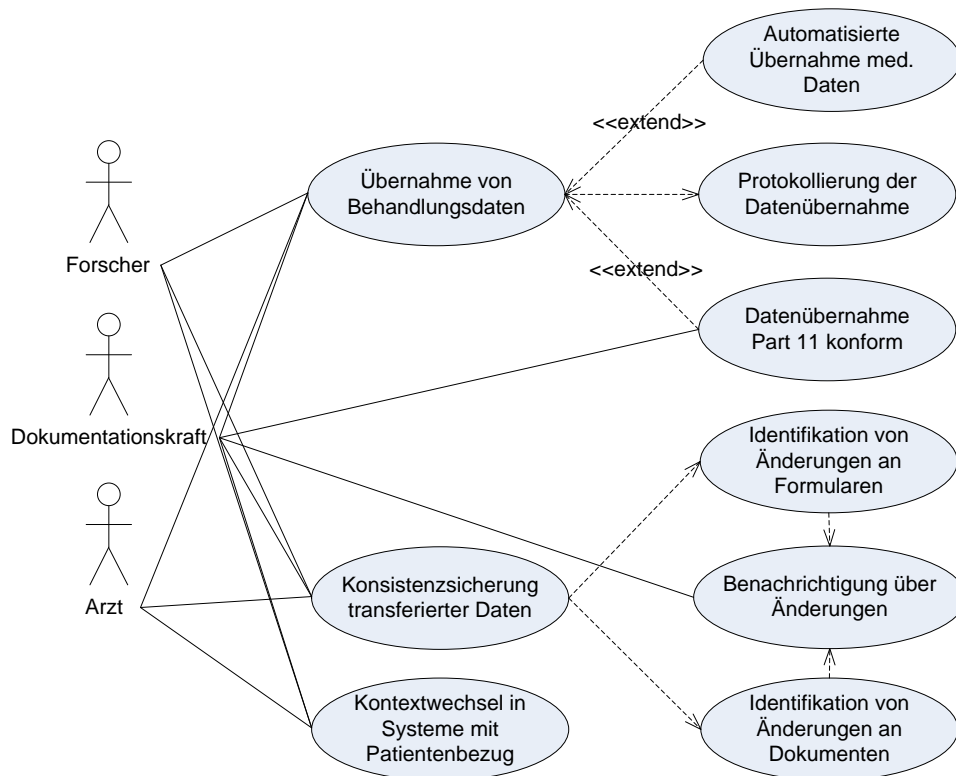 Automatisierte
Übernahme med.
Daten
<<extend>>
Übernahme von
Behandlungsdaten
Protokollierung der
Datenübernahme
Forscher
<<extend>>
Datenübernahme
Part 11 konform
Dokumentationskraft
Identifikation von
Änderungen an
Formularen
Arzt
Konsistenzsicherung
transferierter Daten
Benachrichtigung über
Änderungen
Kontextwechsel in
Systeme mit
Patientenbezug
Identifikation von
Änderungen an
Dokumenten